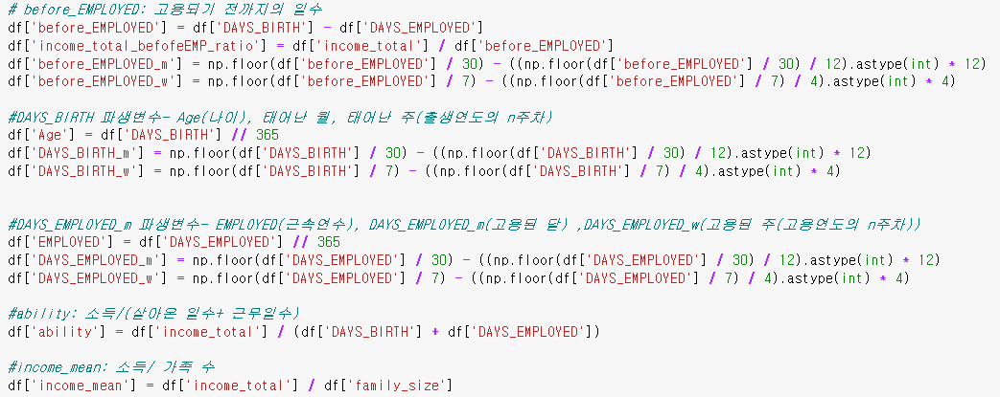 # before_EMPLOYED: 고용되기 전까지의 일수
df['before_EMPLOYED'] = df['DAYS_BIRTH'] - df['DAYS_EMPLOYED']
df['income_total_befofeEMP_ratio'] = df['income_total'] / df['before_EMPLOYED']
df['before_EMPLOYED_m'] = np.floor(df['before_EMPLOYED'] / 30) - ((np.floor(df['before_EMPLOYED'] / 30) / 12).astype(int) * 12)
df['before_EMPLOYED_w'] = np.floor(df['before_EMPLOYED'] / 7) - ((np.floor(df['before_EMPLOYED'] / 7) / 4).astype(int) * 4)
#DAYS_BIRTH 파생변수- Age(나이), 태어난 월, 태어난 주(출생연도의 n주차)
df['Age'] = df['DAYS_BIRTH'] // 365
df['DAYS_BIRTH_m'] = np.floor(df['DAYS_BIRTH'] / 30) - ((np.floor(df['DAYS_BIRTH'] / 30) / 12).astype(int) * 12)
df['DAYS_BIRTH_w'] = np.floor(df['DAYS_BIRTH'] / 7) - ((np.floor(df['DAYS_BIRTH'] / 7) / 4).astype(int) * 4)
#DAYS_EMPLOYED_m 파생변수- EMPLOYED(근속연수), DAYS_EMPLOYED_m(고용된 달) ,DAYS_EMPLOYED_w(고용된 주(고용연도의 n주차))
df['EMPLOYED'] = df['DAYS_EMPLOYED'] // 365
df['DAYS_EMPLOYED_m'] = np.floor(df['DAYS_EMPLOYED'] / 30) - ((np.floor(df['DAYS_EMPLOYED'] / 30) / 12).astype(int) * 12)
df['DAYS_EMPLOYED_w'] = np.floor(df['DAYS_EMPLOYED'] / 7) - ((np.floor(df['DAYS_EMPLOYED'] / 7) / 4).astype(int) * 4)
#ability: 소득/(살아온 일수+ 근무일수)
df['ability'] = df['income_total'] / (df['DAYS_BIRTH'] + df['DAYS_EMPLOYED'])
#income_mean: 소득/ 가족 수
df['income_mean'] = df['income_total'] / df['family_size']